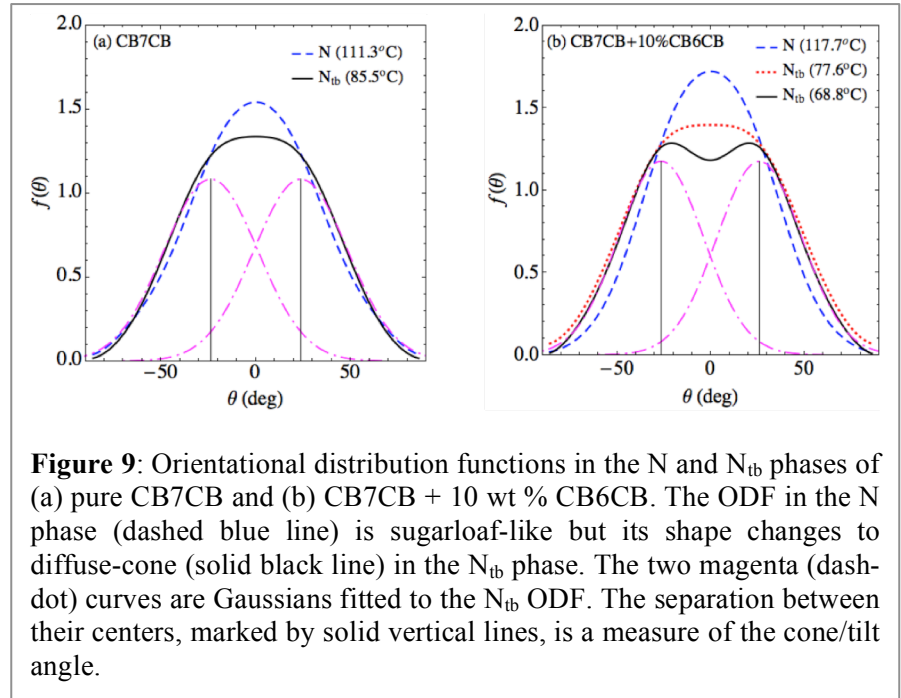 2.0
(a) CB7CB
N (111.3°C)
N_tb (85.5°C)
1.5
1.0
0.5
0.0
f(θ)
−50 0 50
θ (deg)
2.0
(b) CB7CB+10%CB6CB
N (117.7°C)
N_tb (77.6°C)
N_tb (68.8°C)
1.5
1.0
0.5
0.0
f(θ)
−50 0 50
θ (deg)
Figure 9: Orientational distribution functions in the N and N_tb phases of
(a) pure CB7CB and (b) CB7CB + 10 wt % CB6CB. The ODF in the N
phase (dashed blue line) is sugarloaf-like but its shape changes to
diffuse-cone (solid black line) in the N_tb phase. The two magenta (dash-
dot) curves are Gaussians fitted to the N_tb ODF. The separation between
their centers, marked by solid vertical lines, is a measure of the cone/tilt
angle.